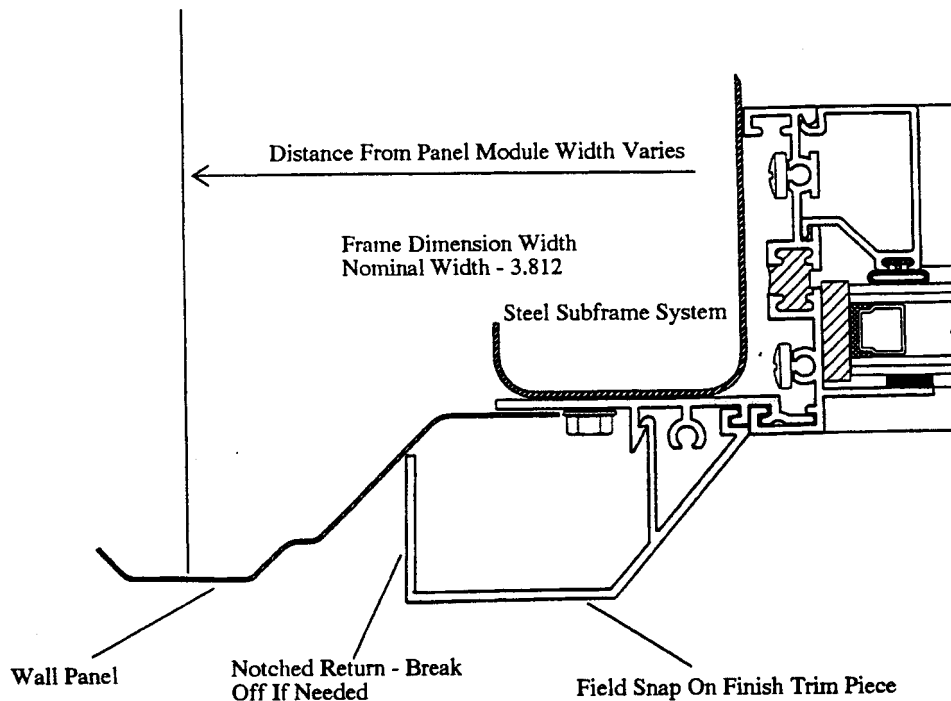 Distance From Panel Module Width Varies
Frame Dimension Width
Nominal Width - 3.812
Steel Subframe System
Wall Panel
Notched Return - Break
Off If Needed
Field Snap On Finish Trim Piece